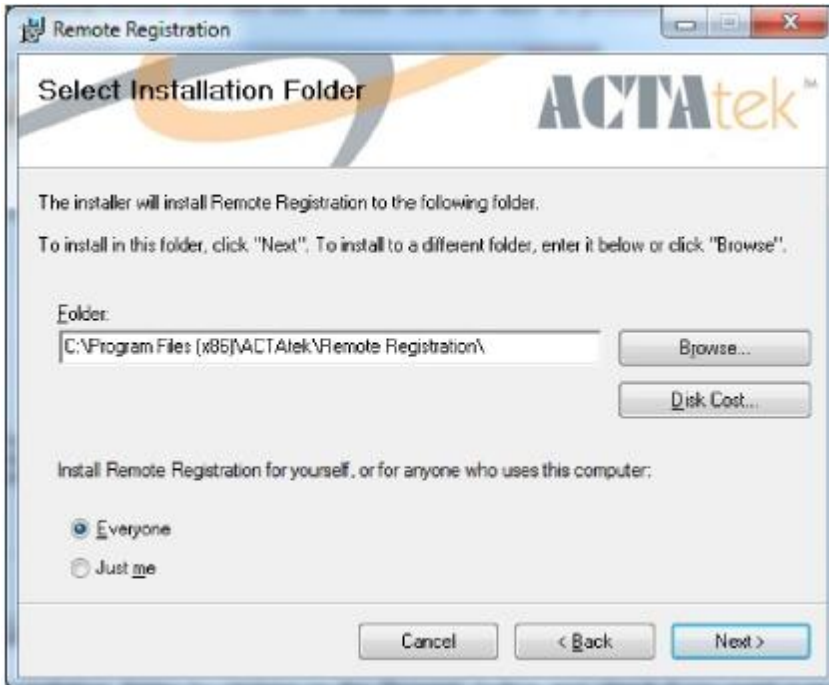 Remote Registration
Select Installation Folder
ACTAtek™
The installer will install Remote Registration to the following folder.
To install in this folder, click "Next". To install to a different folder, enter it below or click "Browse".
Folder:
C:\Program Files (x86)\ACTAtek\Remote Registration\
Browse...
Disk Cost...
Install Remote Registration for yourself, or for anyone who uses this computer:
Everyone
Just me
Cancel
< Back
Next >